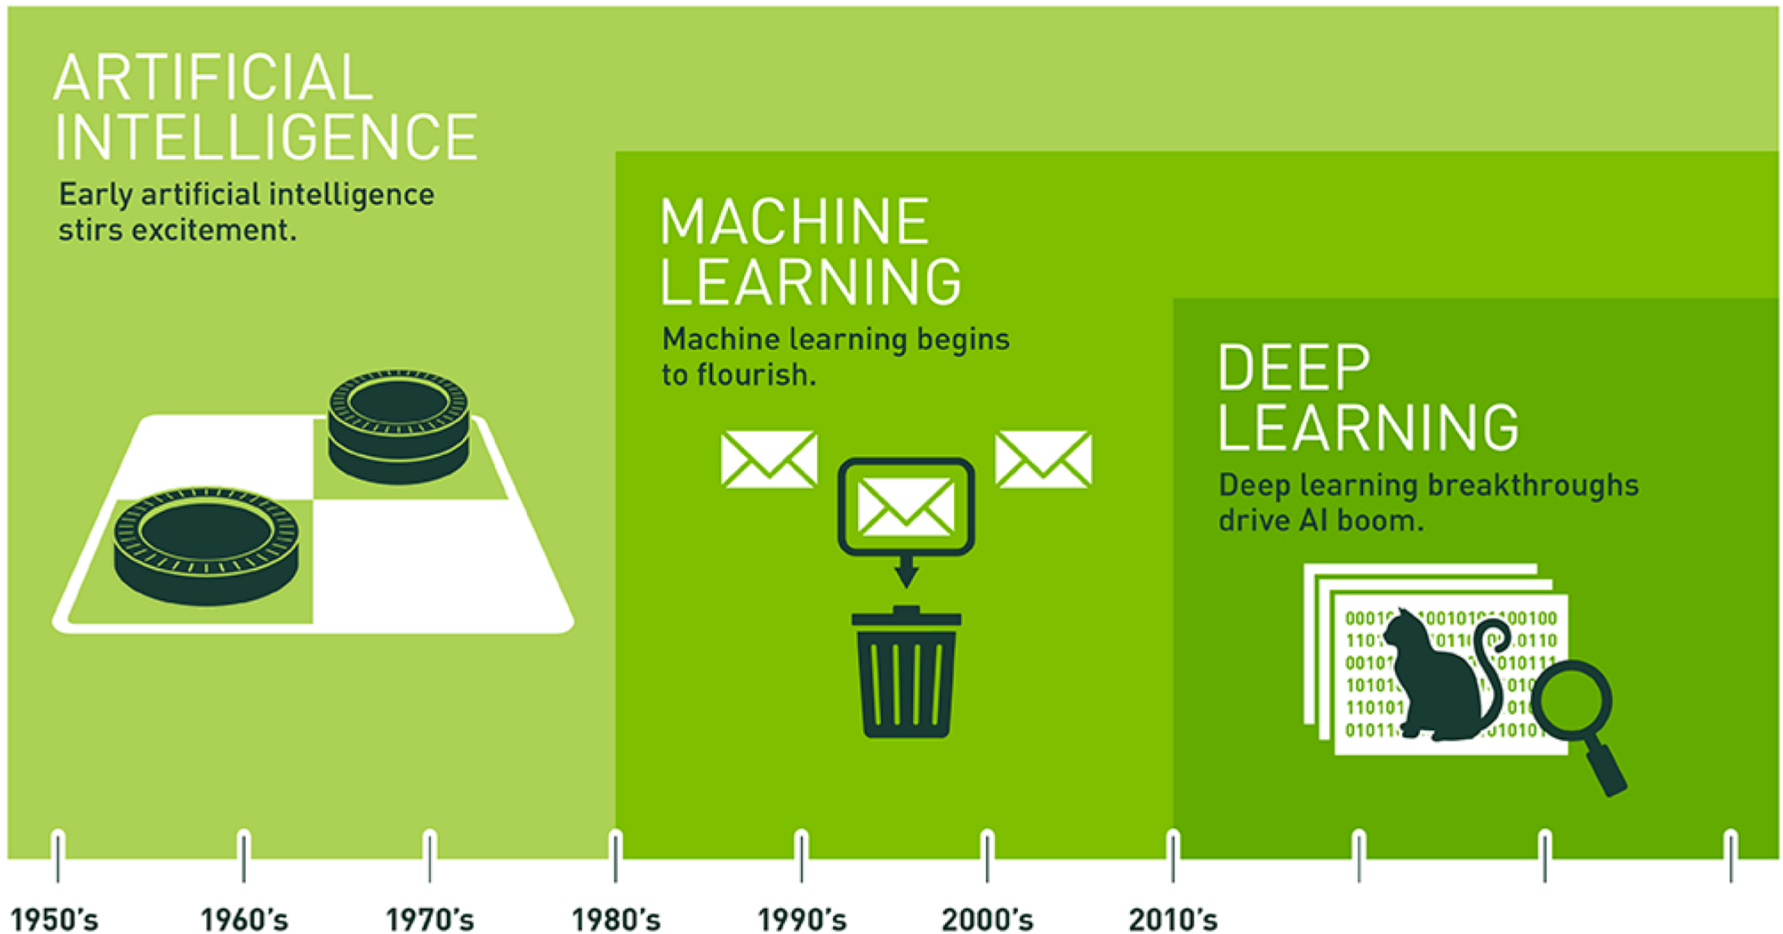 ARTIFICIAL
INTELLIGENCE
Early artificial intelligence
stirs excitement.
MACHINE
LEARNING
Machine learning begins
to flourish.
DEEP
LEARNING
Deep learning breakthroughs
drive AI boom.
1950's 1960's 1970's 1980's 1990's 2000's 2010's